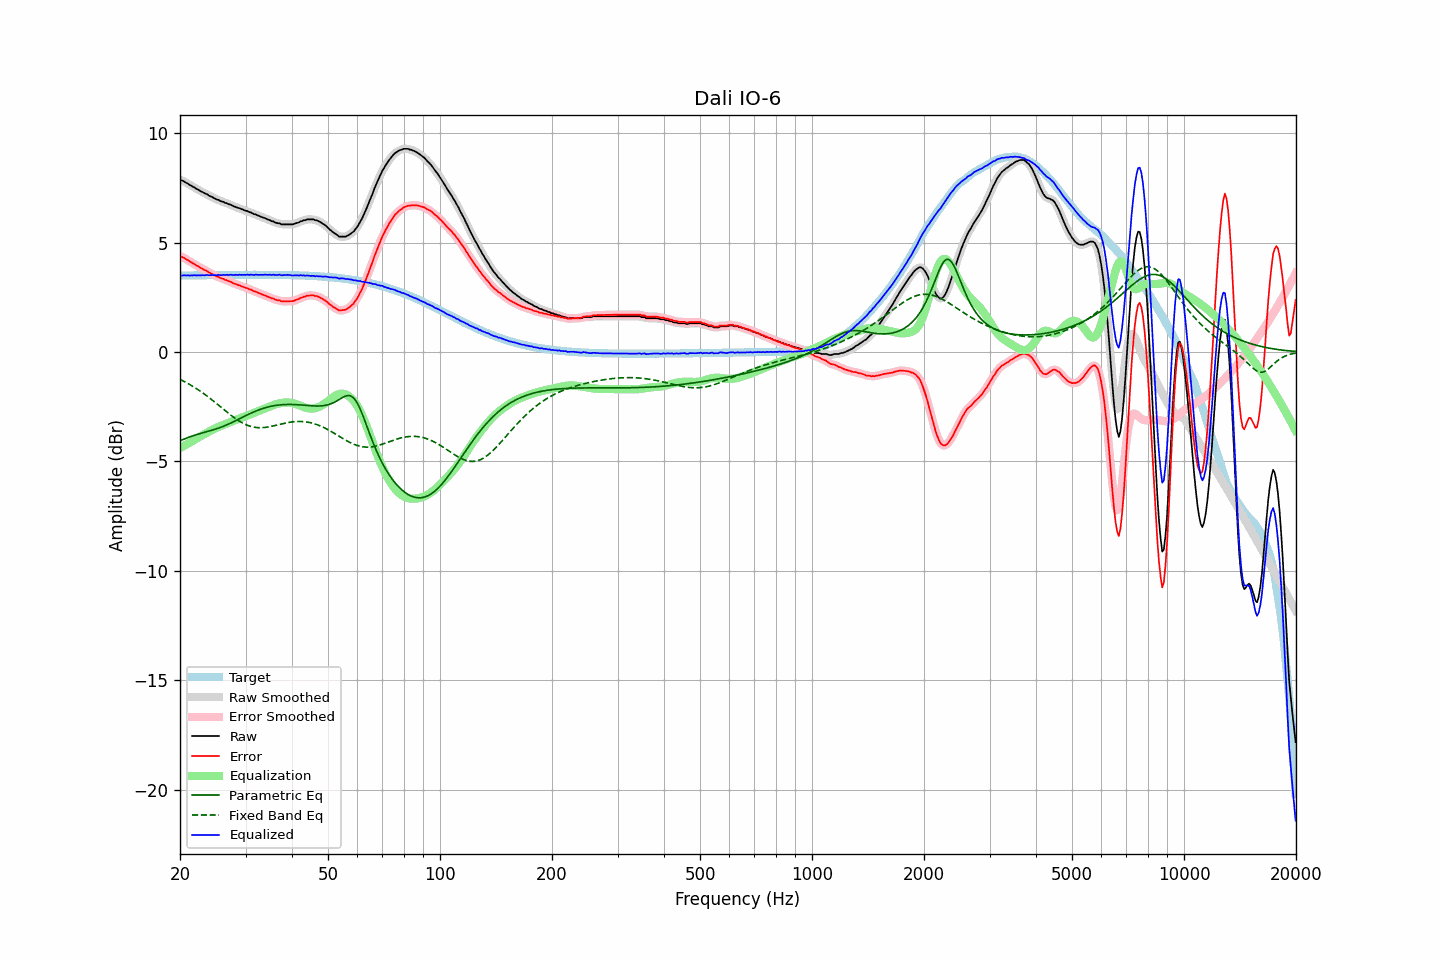 Dali IO-6
Amplitude (dBr)
10
5
0
−5
−10
−15
−20
Target
Raw Smoothed
Error Smoothed
Raw
Error
Equalization
Parametric Eq
Fixed Band Eq
Equalized
20
50
100
200
500
1000
2000
5000
10000
20000
Frequency (Hz)